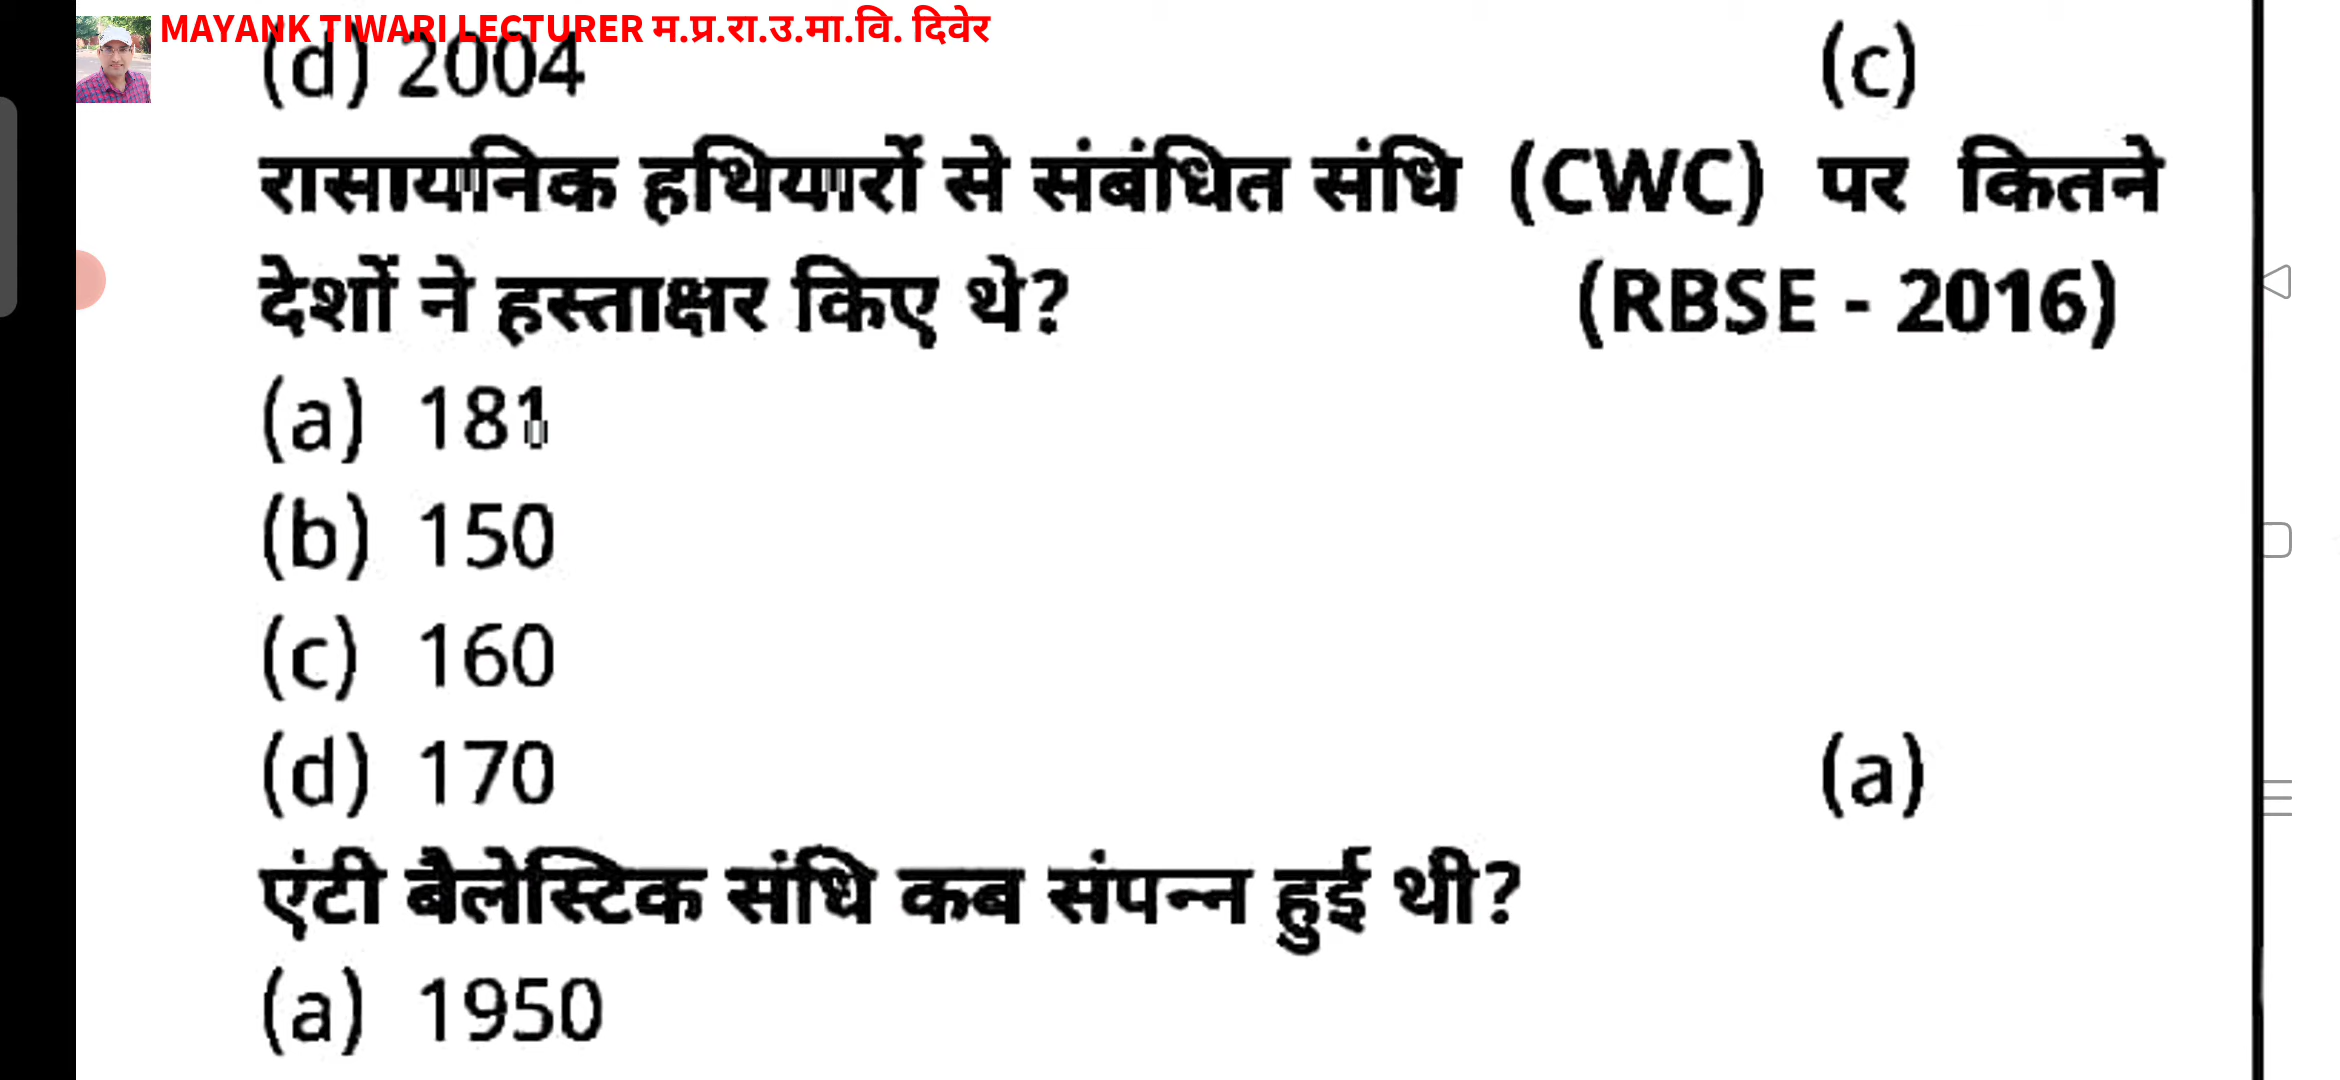 MAYANK TIWARI LECTURER म.प्र.रा.उ.मा.वि. दिवेर
(d) 2004 (c)
रासायनिक हथियारों से संबंधित संधि (CWC) पर कितने
देशों ने हस्ताक्षर किए थे? (RBSE - 2016)
(a) 181
(b) 150
(c) 160
(d) 170 (a)
एंटी बैलेस्टिक संधि कब संपन्न हुई थी?
(a) 1950